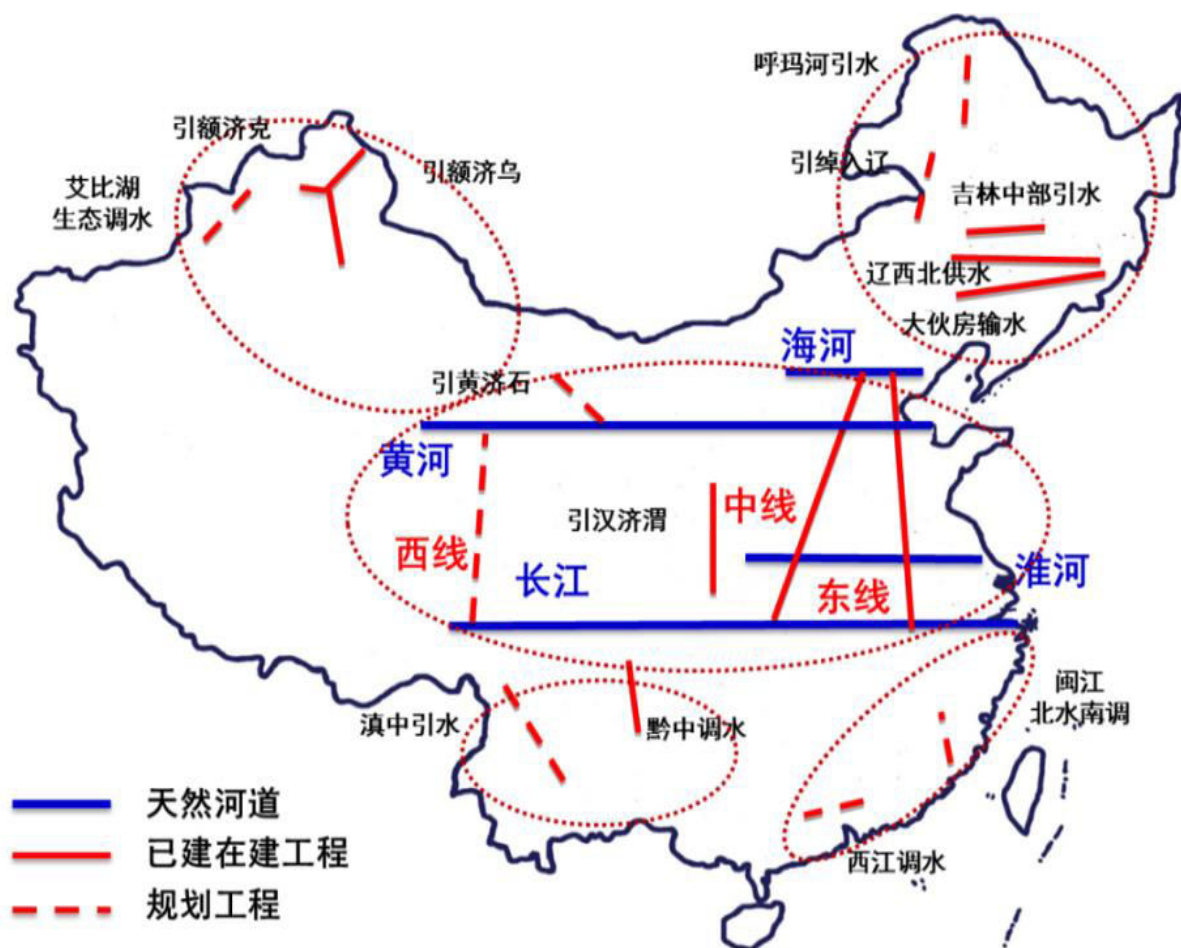 呼玛河引水
引额济克
引额济乌
引绰入辽
艾比湖
生态调水
吉林中部引水
辽西北供水
大伙房输水
海河
引黄济石
黄河
中线
引汉济渭
西线
长江
东线
淮河
闽江
北水南调
滇中引水
黔中调水
天然河道
已建在建工程
西江调水
规划工程